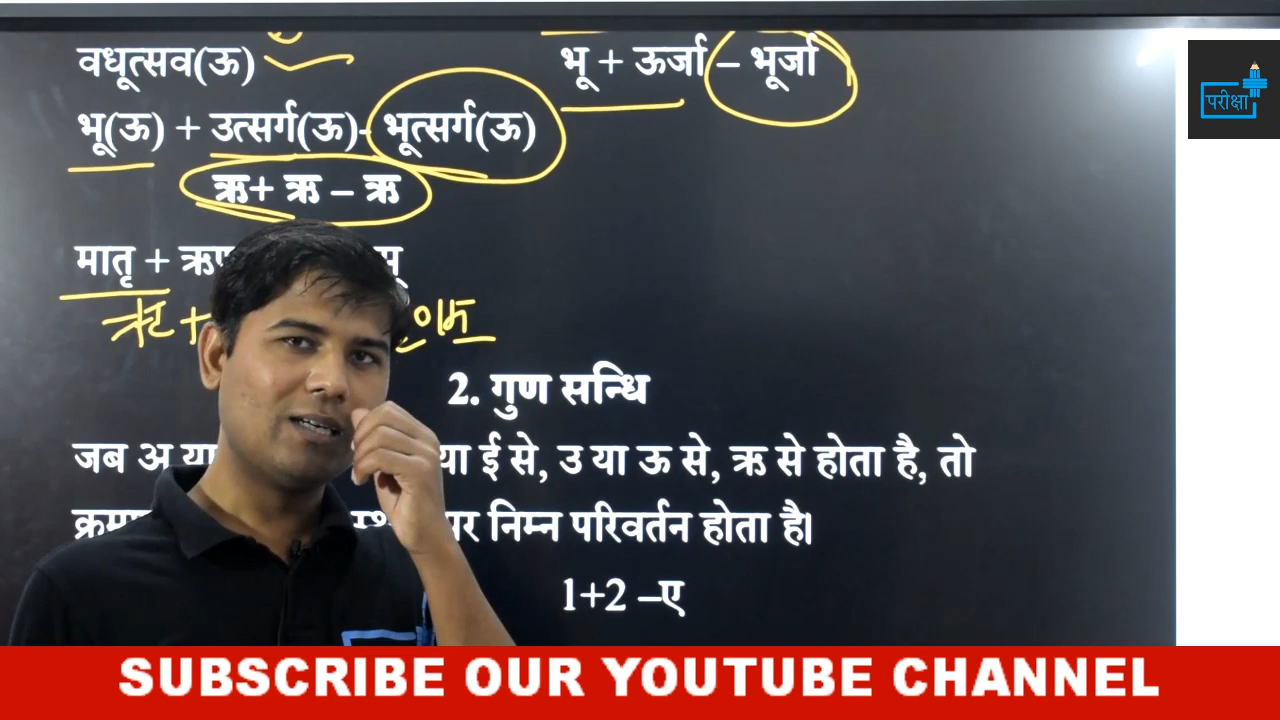 वधूत्सव(ऊ)
भू + ऊर्जा – भूर्जा
भू(ऊ) + उत्सर्ग(ऊ)- भूत्सर्ग(ऊ)
ऋ+ ऋ – ऋ
मातृ +
ऋ +
2. गुण सन्धि
जब अ या ई से, उ या ऊ से, ऋ से होता है, तो
पर निम्न परिवर्तन होता है।
1+2 –ए
परीक्षा
SUBSCRIBE OUR YOUTUBE CHANNEL